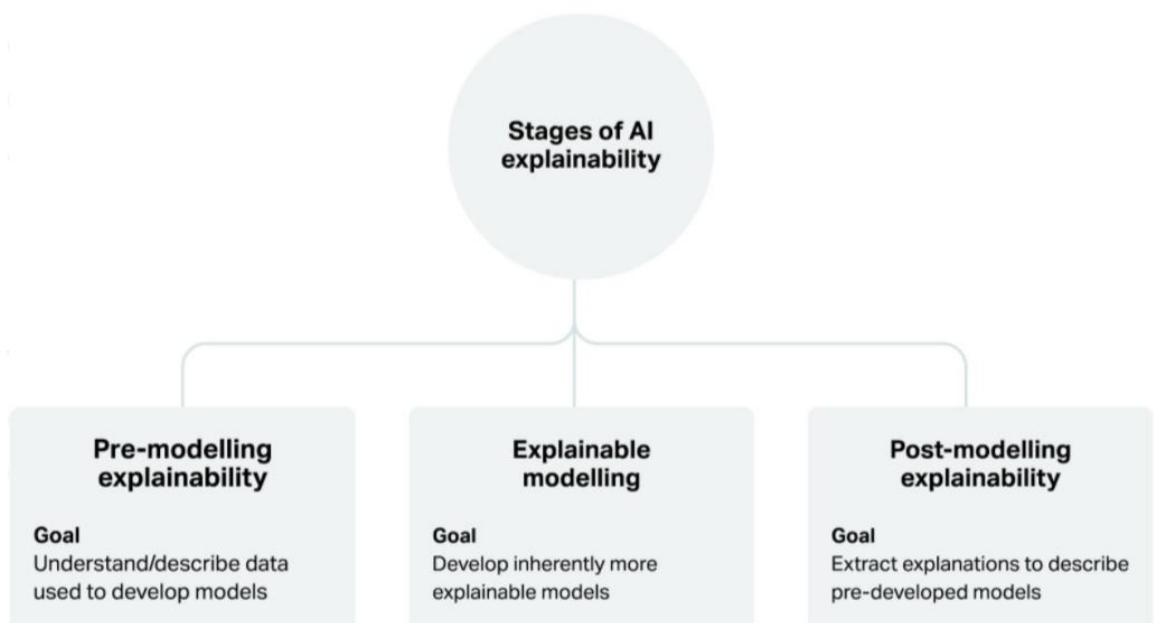 Stages of AI
explainability
Pre-modelling
explainability
Goal
Understand/describe data
used to develop models
Explainable
modelling
Goal
Develop inherently more
explainable models
Post-modelling
explainability
Goal
Extract explanations to describe
pre-developed models